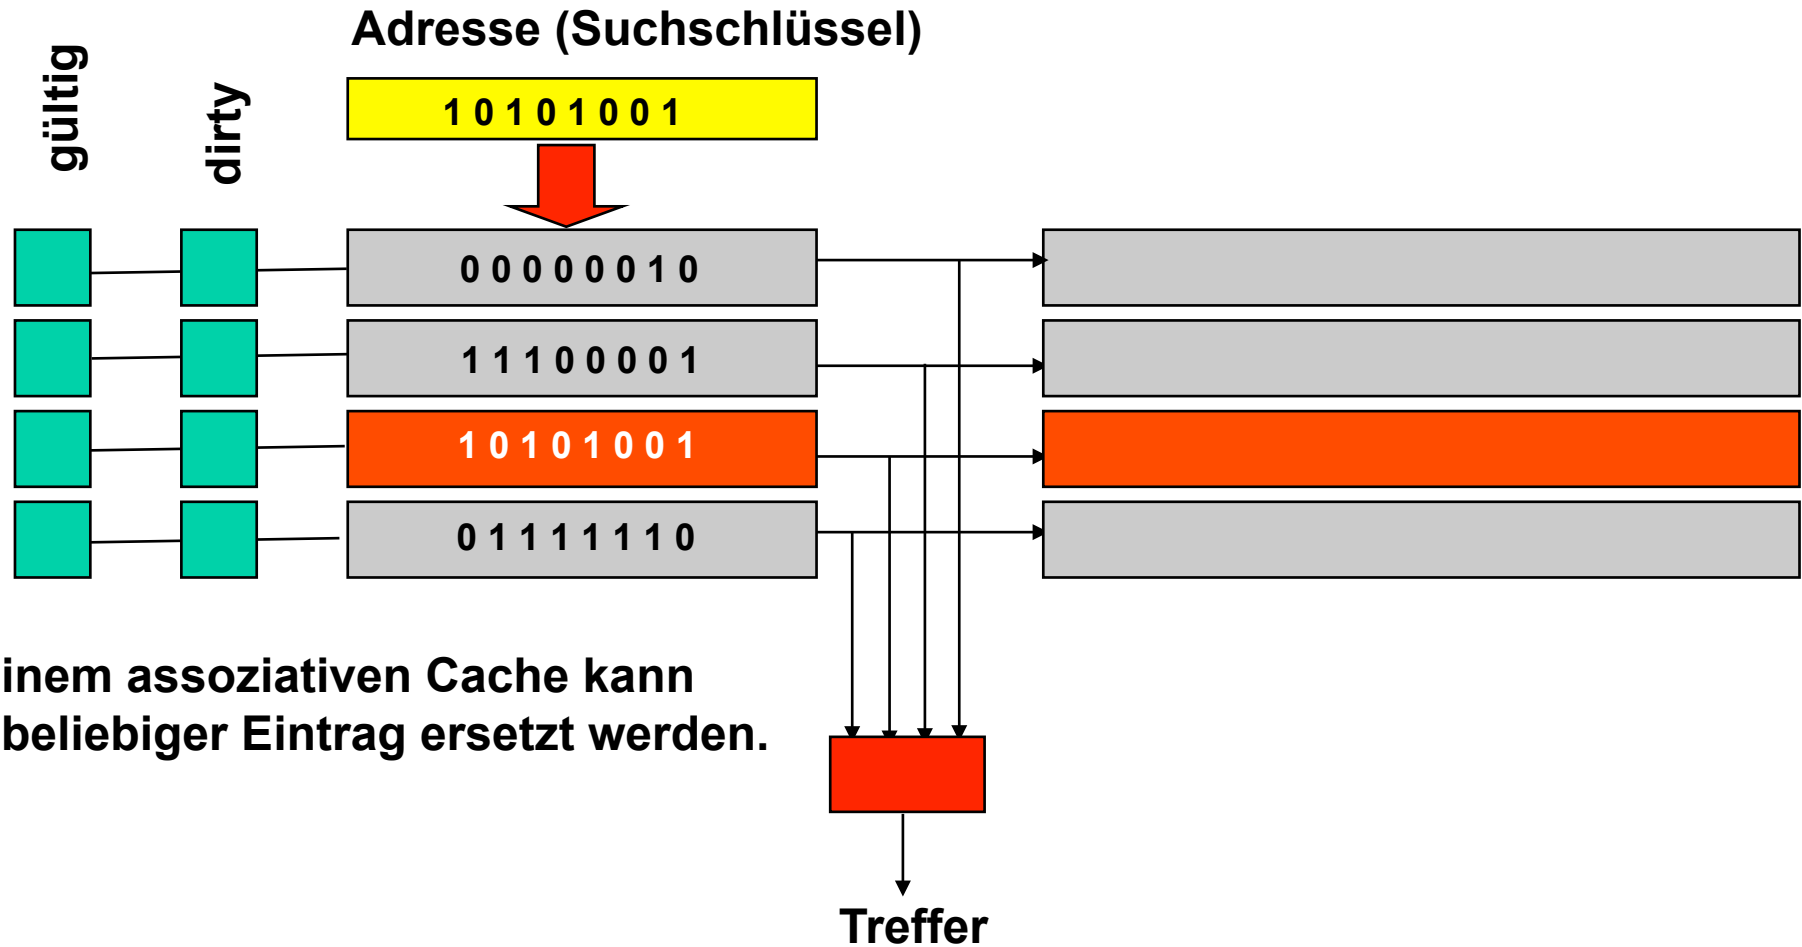 Adresse (Suchschlüssel)
gültig
dirty
1 0 1 0 1 0 0 1
0 0 0 0 0 0 1 0
1 1 1 0 0 0 0 1
1 0 1 0 1 0 0 1
0 1 1 1 1 1 1 0
inem assoziativen Cache kann
beliebiger Eintrag ersetzt werden.
Treffer